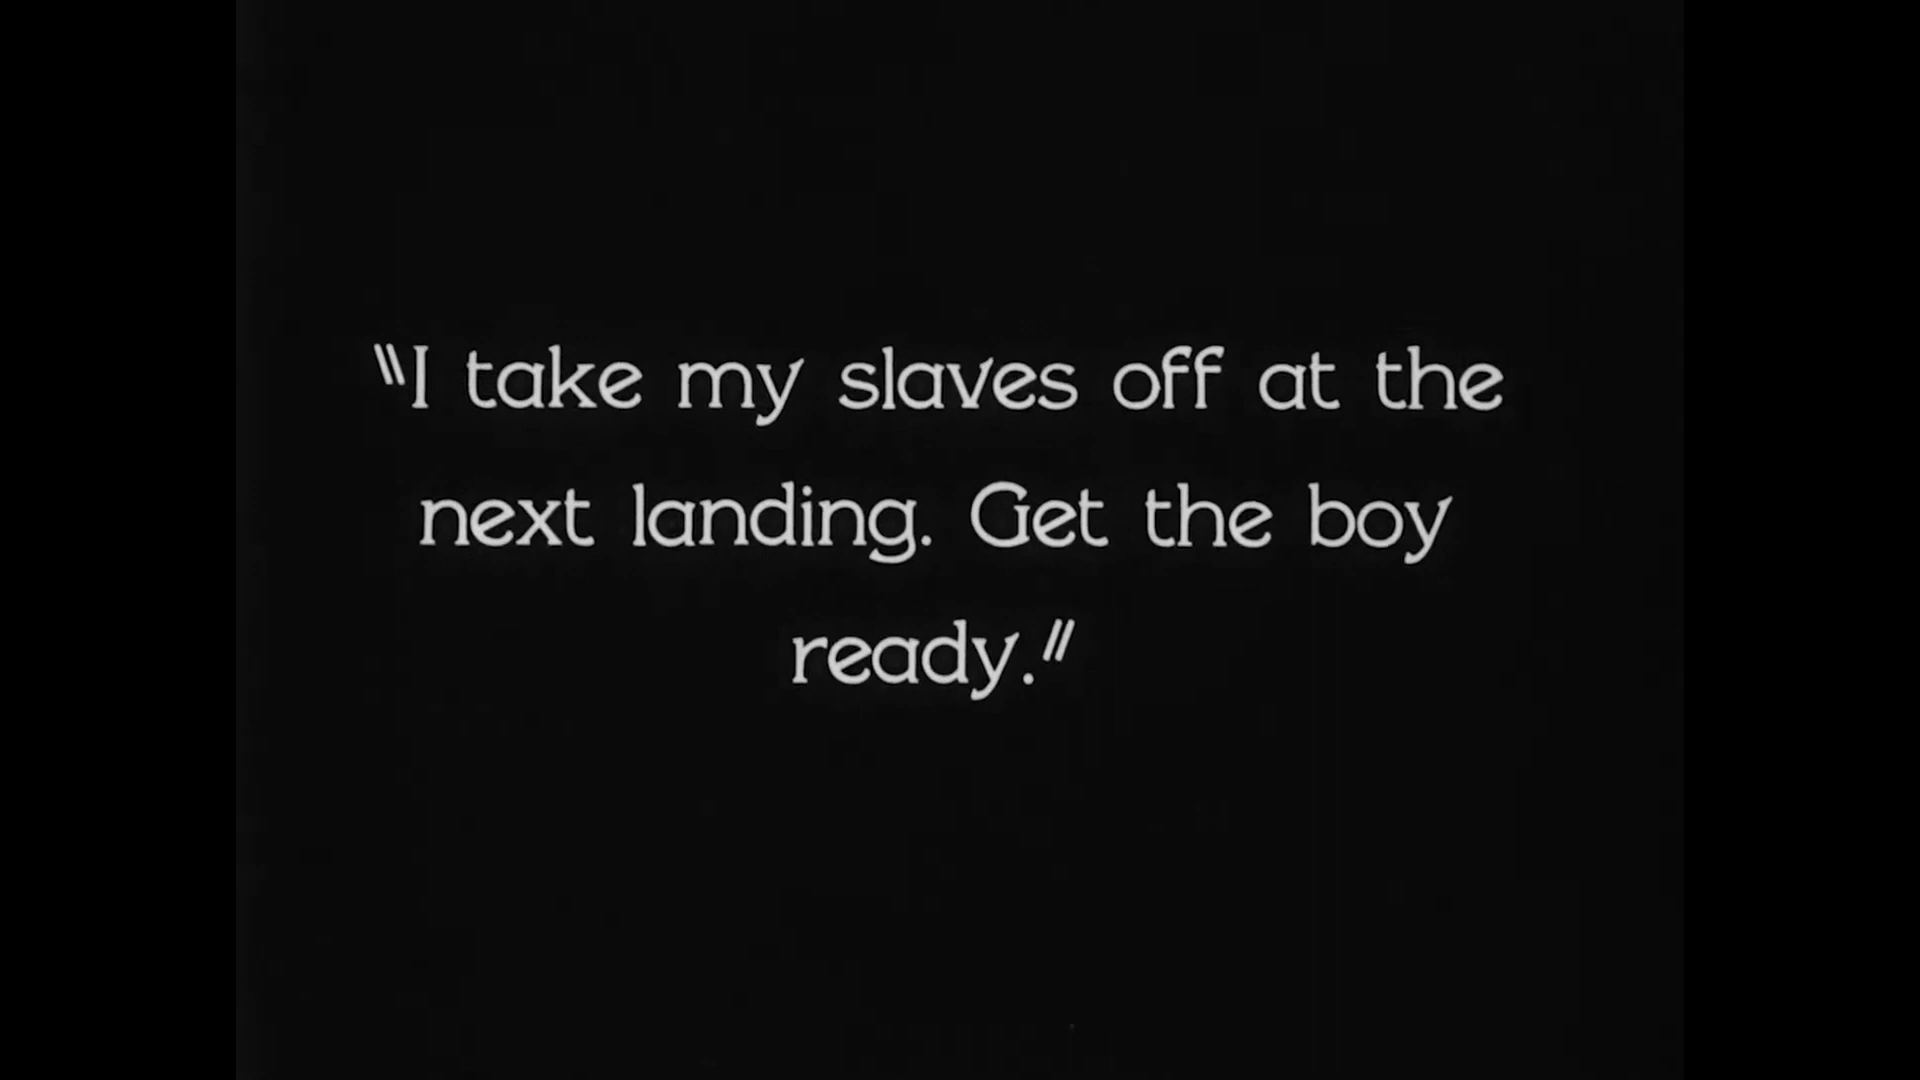 "I take my slaves off at the
next landing. Get the boy
ready."